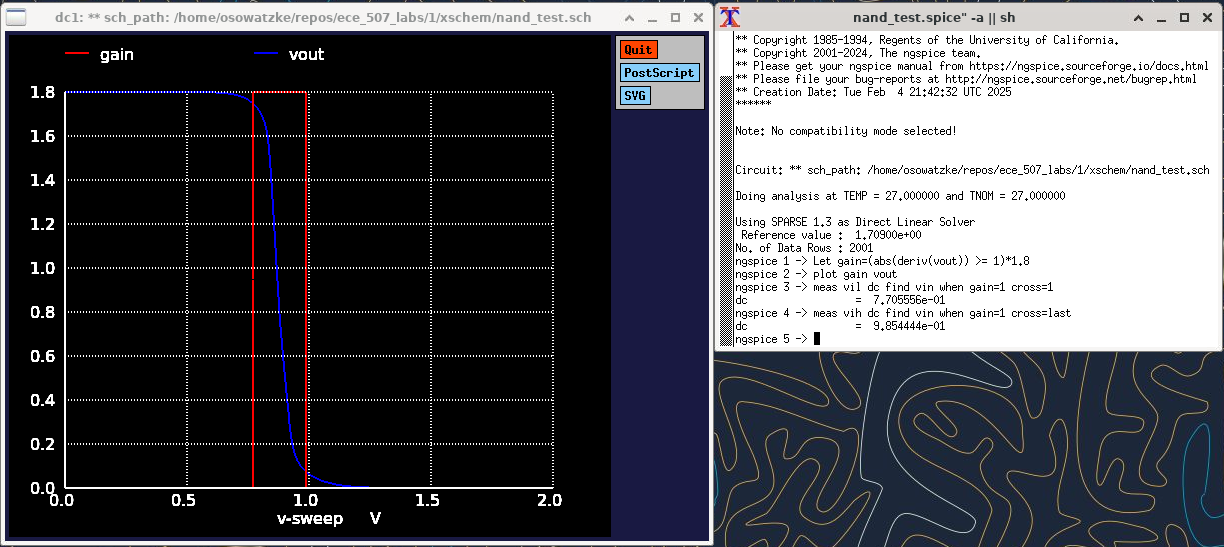 dc1: ** sch_path: /home/osowatzke/repos/ece_507_labs/1/xschem/nand_test.sch
gain
vout
Quit
PostScript
SVG
1.8
1.6
1.4
1.2
1.0
0.8
0.6
0.4
0.2
0.0
0.0
0.5
1.0
1.5
2.0
v-sweep
V
nand_test.spice" -a || sh
** Copyright 1985-1994, Regents of the University of California.
** Copyright 2001-2024, The ngspice team.
** Please get your ngspice manual from https://ngspice.sourceforge.io/docs.html
** Please file your bug-reports at http://ngspice.sourceforge.net/bugrep.html
** Creation Date: Tue Feb  4 21:42:32 UTC 2025
******
Note: No compatibility mode selected!
Circuit: ** sch_path: /home/osowatzke/repos/ece_507_labs/1/xschem/nand_test.sch
Doing analysis at TEMP = 27.000000 and TNOM = 27.000000
Using SPARSE 1.3 as Direct Linear Solver
Reference value :  1.70900e+00
No. of Data Rows : 2001
ngspice 1 -> Let gain=(abs(deriv(vout)) >= 1)*1.8
ngspice 2 -> plot gain vout
ngspice 3 -> meas vil dc find vin when gain=1 cross=1
dc                  =  7.705556e-01
ngspice 4 -> meas vih dc find vin when gain=1 cross=last
dc                  =  9.854444e-01
ngspice 5 ->